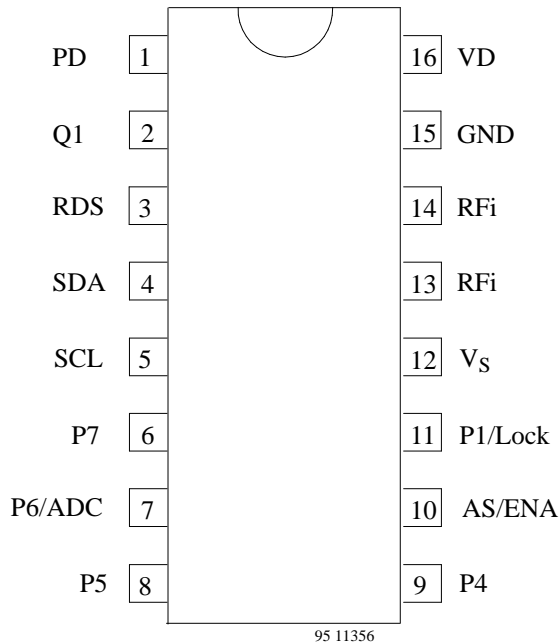 PD 1 16 VD
Q1 2 15 GND
RDS 3 14 RFi
SDA 4 13 RFi
SCL 5 12 VS
P7 6 11 P1/Lock
P6/ADC 7 10 AS/ENA
P5 8 9 P4
95 11356